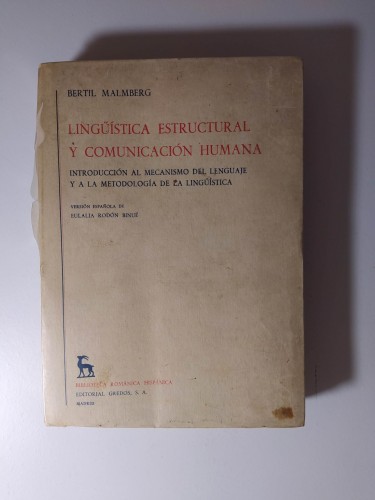 BERTIL MALMBERG
LINGÜÍSTICA ESTRUCTURAL
Y COMUNICACIÓN HUMANA
INTRODUCCIÓN AL MECANISMO DEL LENGUAJE
Y A LA METODOLOGÍA DE LA LINGÜÍSTICA
VERSIÓN ESPAÑOLA DE
EULALIA RODÓN BINUÉ
BIBLIOTECA ROMÁNICA HISPÁNICA
EDITORIAL GREDOS, S. A.
MADRID